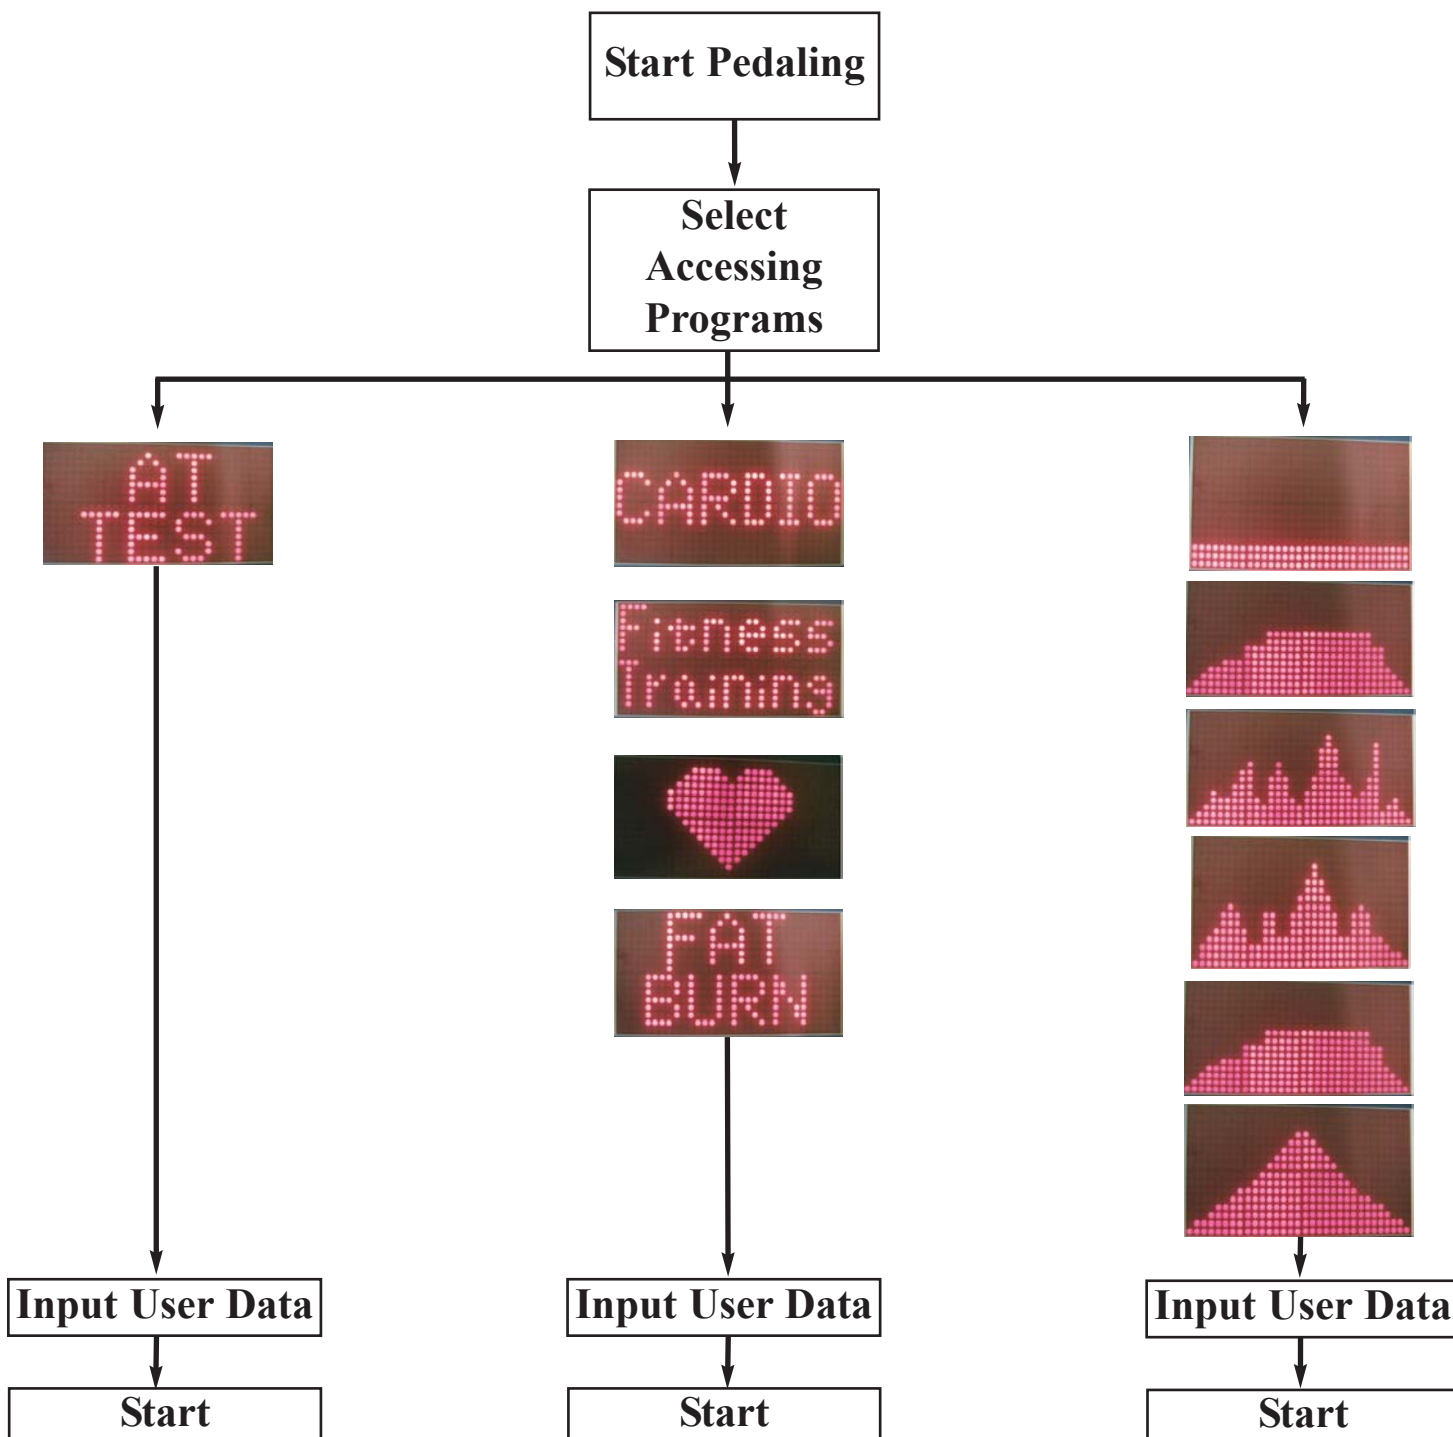 Start Pedaling
Select
Accessing
Programs
AT
TEST
CARDIO
Fitness
Training
FAT
BURN
Input User Data
Input User Data
Input User Data
Start
Start
Start